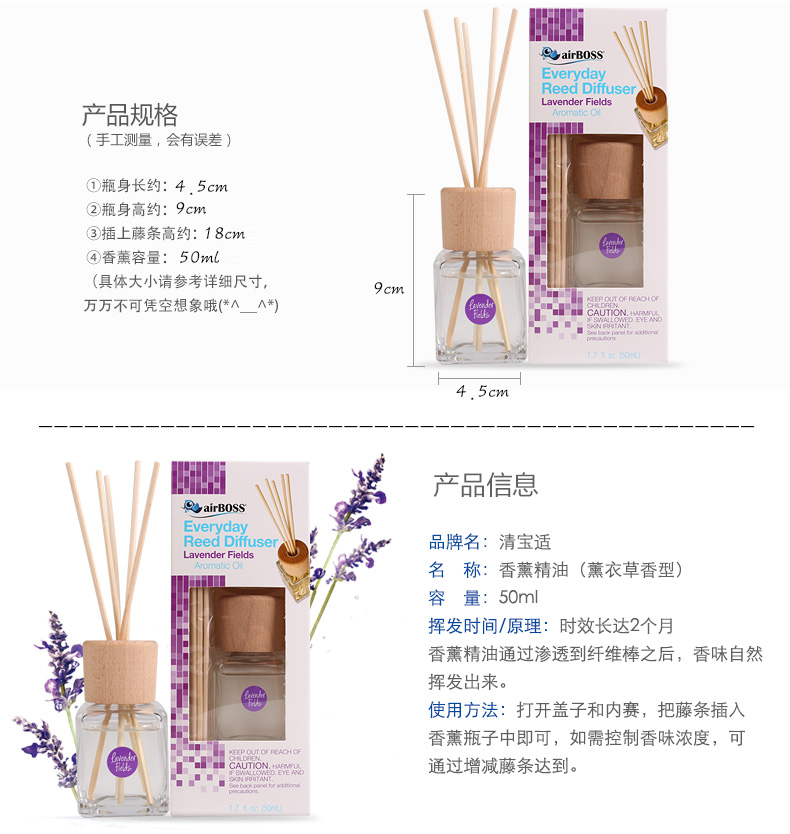 产品规格
（手工测量，会有误差）
①瓶身长约：4.5cm
②瓶身高约：9cm
③插上藤条高约：18cm
④香薰容量：50ml
（具体大小请参考详细尺寸，
万万不可凭空想象哦(*^__^*)
9cm
4.5cm
Lavender
Fields
airBOSS
Everyday
Reed Diffuser
Lavender Fields
Aromatic Oil
Lavender
Fields
KEEP OUT OF REACH OF
CHILDREN.
CAUTION. HARMFUL
IF SWALLOWED, EYE AND
SKIN IRRITANT.
See back panel for additional
precautions.
1.7 fl oz (50mL)
Lavender
Fields
airBOSS
Everyday
Reed Diffuser
Lavender Fields
Aromatic Oil
Lavender
Fields
KEEP OUT OF REACH OF
CHILDREN.
CAUTION. HARMFUL
IF SWALLOWED, EYE AND
SKIN IRRITANT.
See back panel for additional
precautions.
1.7 fl oz (50mL)
产品信息
品牌名：清宝适
名　称：香薰精油（薰衣草香型）
容　量：50ml
挥发时间/原理：时效长达2个月
香薰精油通过渗透到纤维棒之后，香味自然
挥发出来。
使用方法：打开盖子和内赛，把藤条插入
香薰瓶子中即可，如需控制香味浓度，可
通过增减藤条达到。